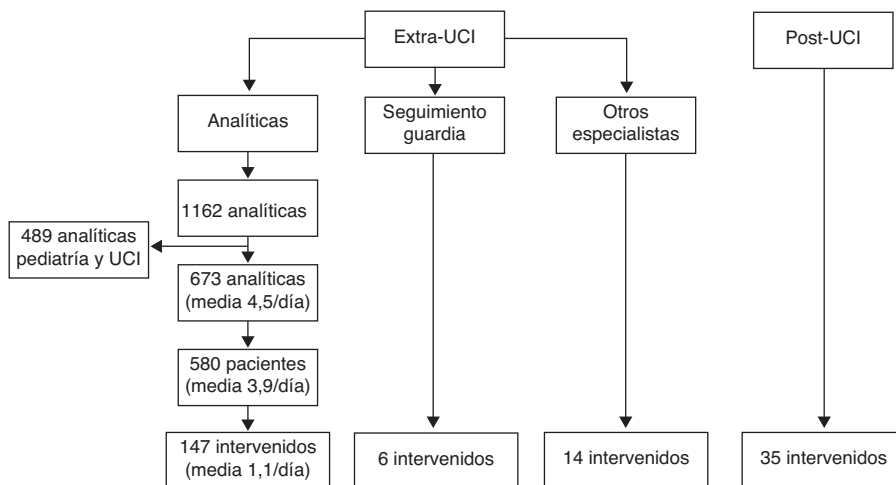 Extra-UCI
Post-UCI
Analíticas
Seguimiento
guardia
Otros
especialistas
1162 analíticas
489 analíticas
pediatría y UCI
673 analíticas
(media 4,5/día)
580 pacientes
(media 3,9/día)
147 intervenidos
(media 1,1/día)
6 intervenidos
14 intervenidos
35 intervenidos